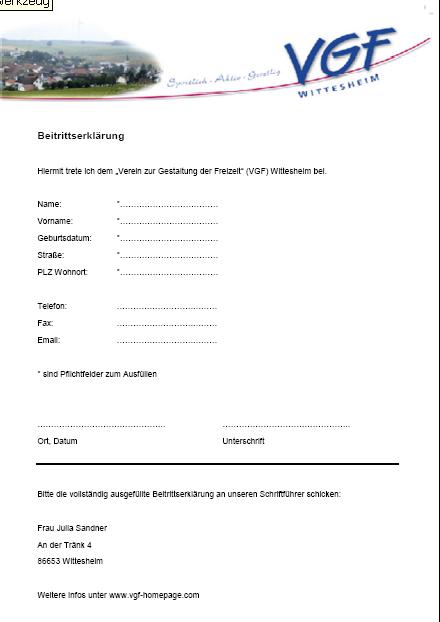 Werkzeug
Sportlich - Aktiv - Gesellig
VGF
WITTESHEIM
Beitrittserklärung
Hiermit trete ich dem „Verein zur Gestaltung der Freizeit“ (VGF) Wittesheim bei.
Name: *....................................
Vorname: *....................................
Geburtsdatum: *....................................
Straße: *....................................
PLZ Wohnort: *....................................
Telefon: .....................................
Fax: .....................................
Email: .....................................
* sind Pflichtfelder zum Ausfüllen
............................................... ...............................................
Ort, Datum Unterschrift
Bitte die vollständig ausgefüllte Beitrittserklärung an unseren Schriftführer schicken:
Frau Julia Sandner
An der Tränk 4
86653 Wittesheim
Weitere Infos unter www.vgf-homepage.com